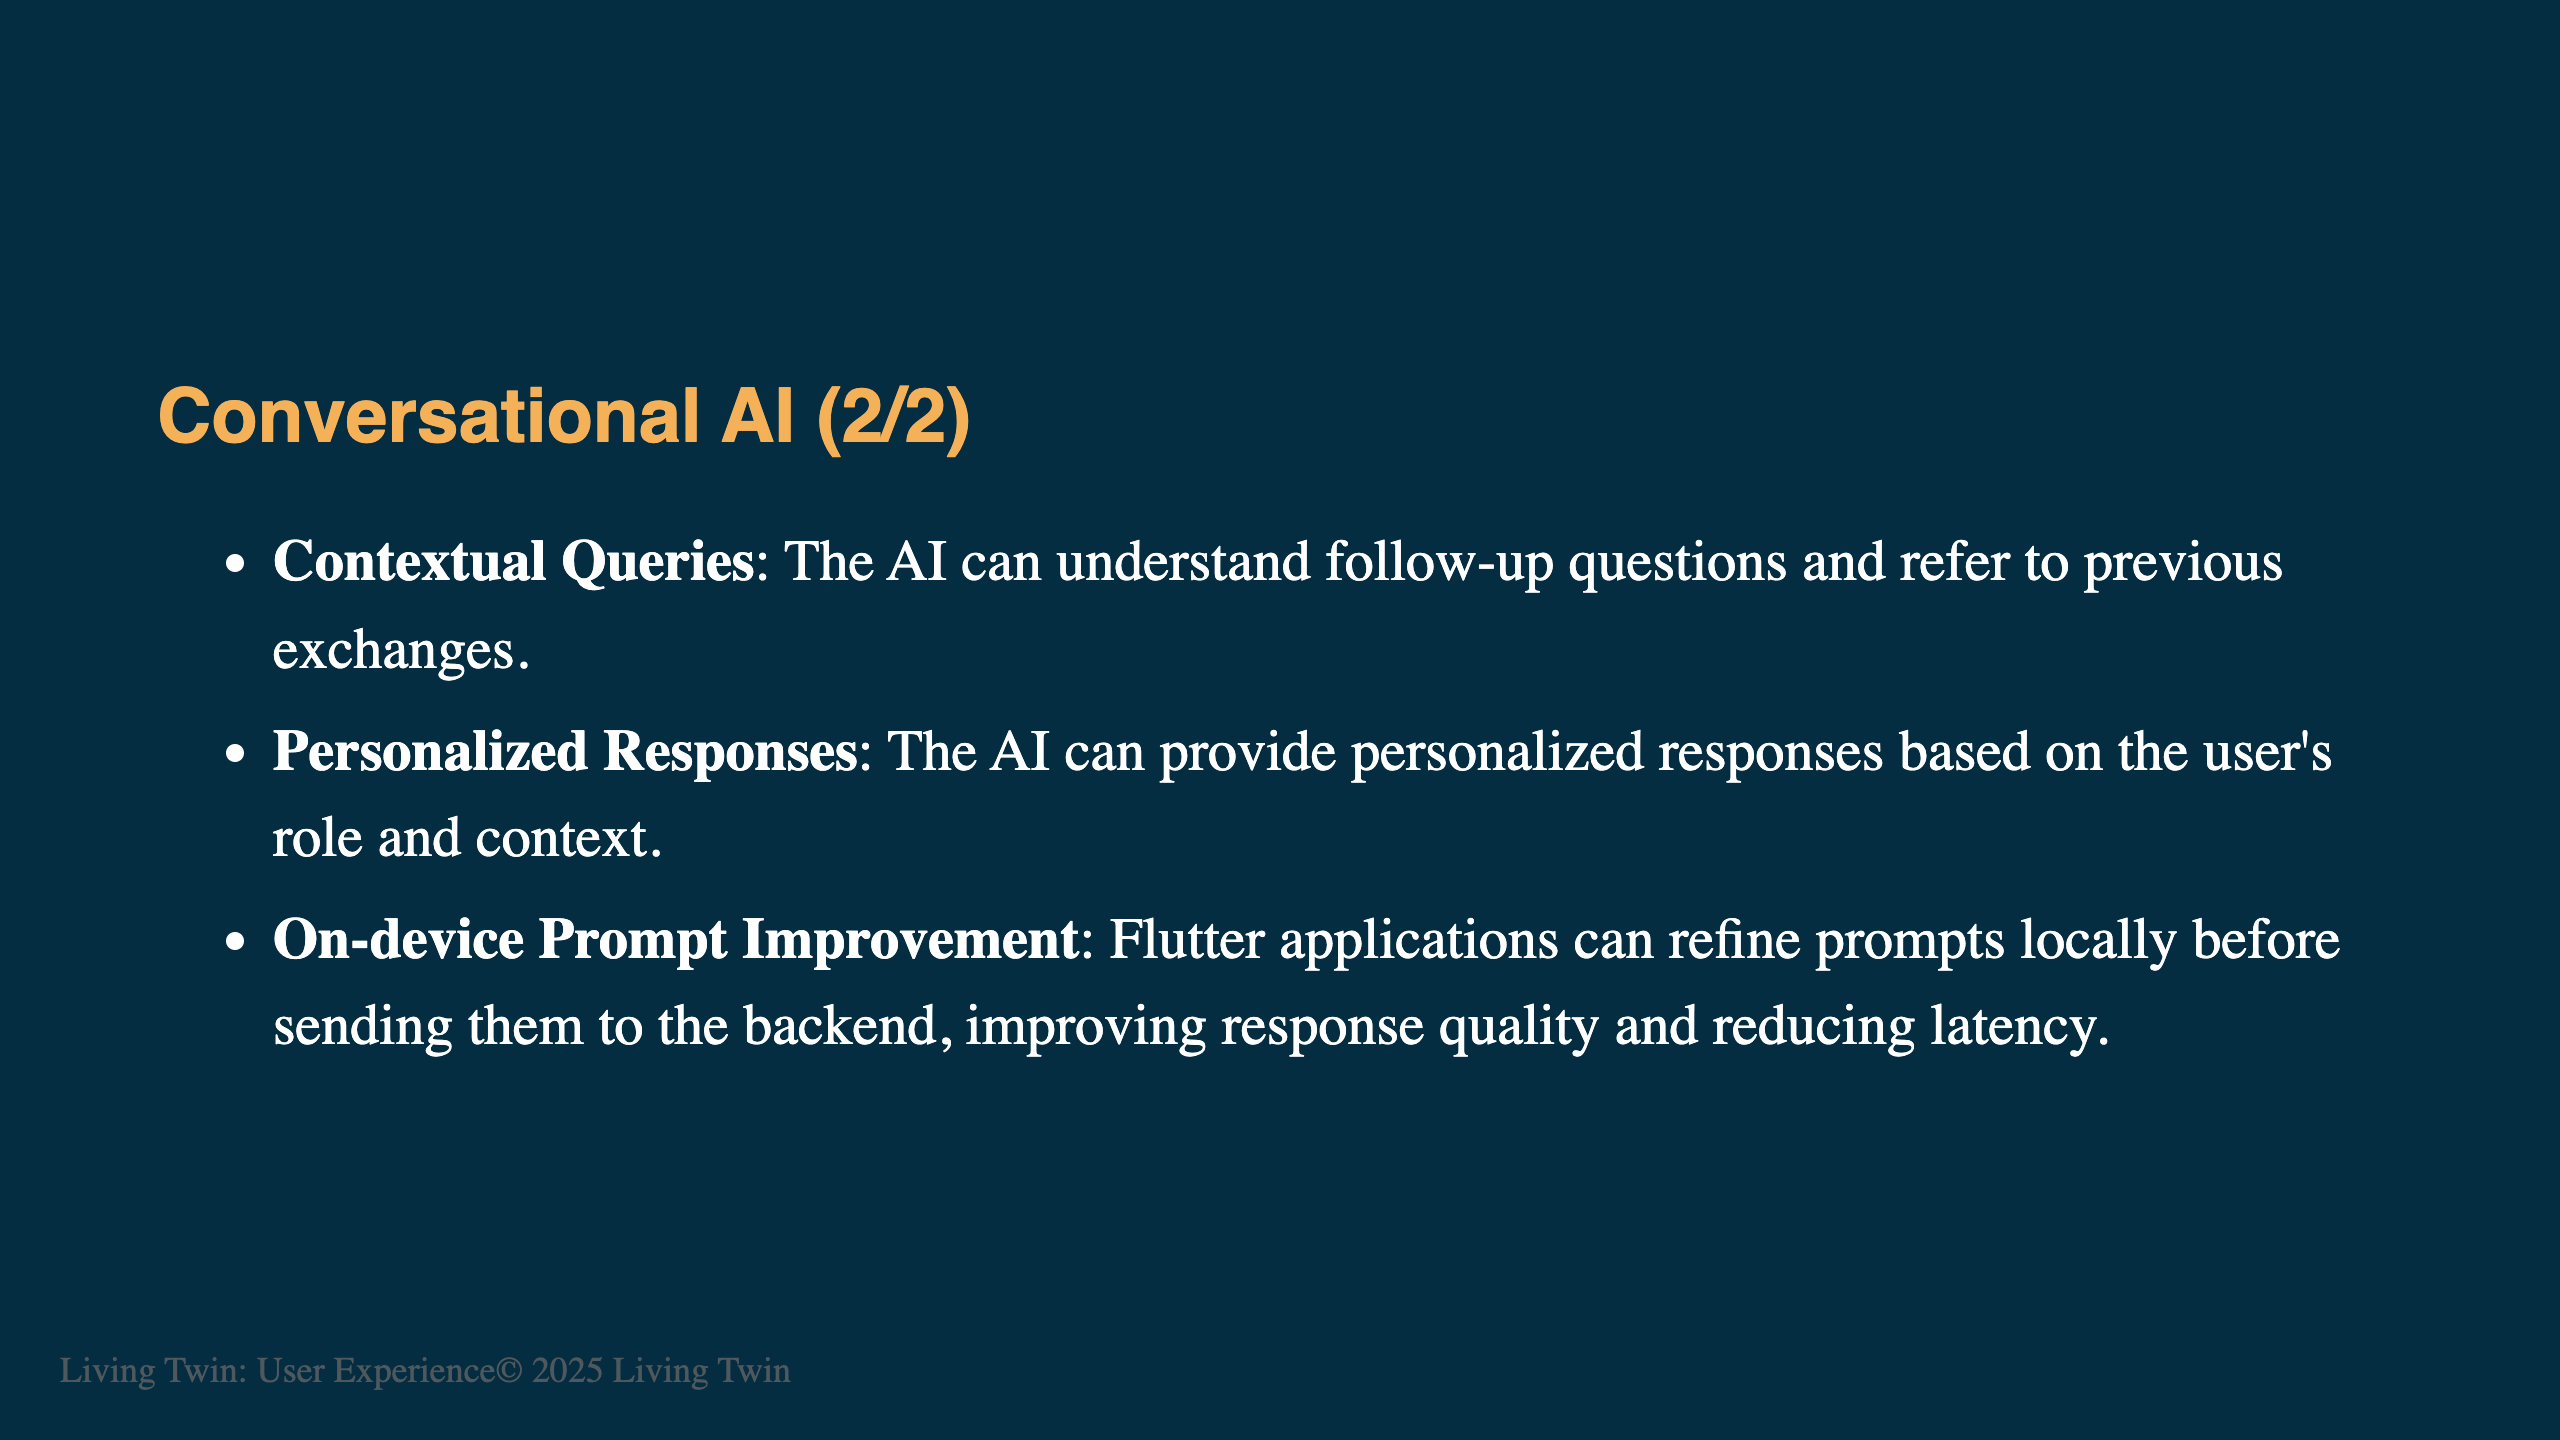 Conversational AI (2/2)
• Contextual Queries: The AI can understand follow-up questions and refer to previous
exchanges.
• Personalized Responses: The AI can provide personalized responses based on the user's
role and context.
• On-device Prompt Improvement: Flutter applications can refine prompts locally before
sending them to the backend, improving response quality and reducing latency.
Living Twin: User Experience© 2025 Living Twin